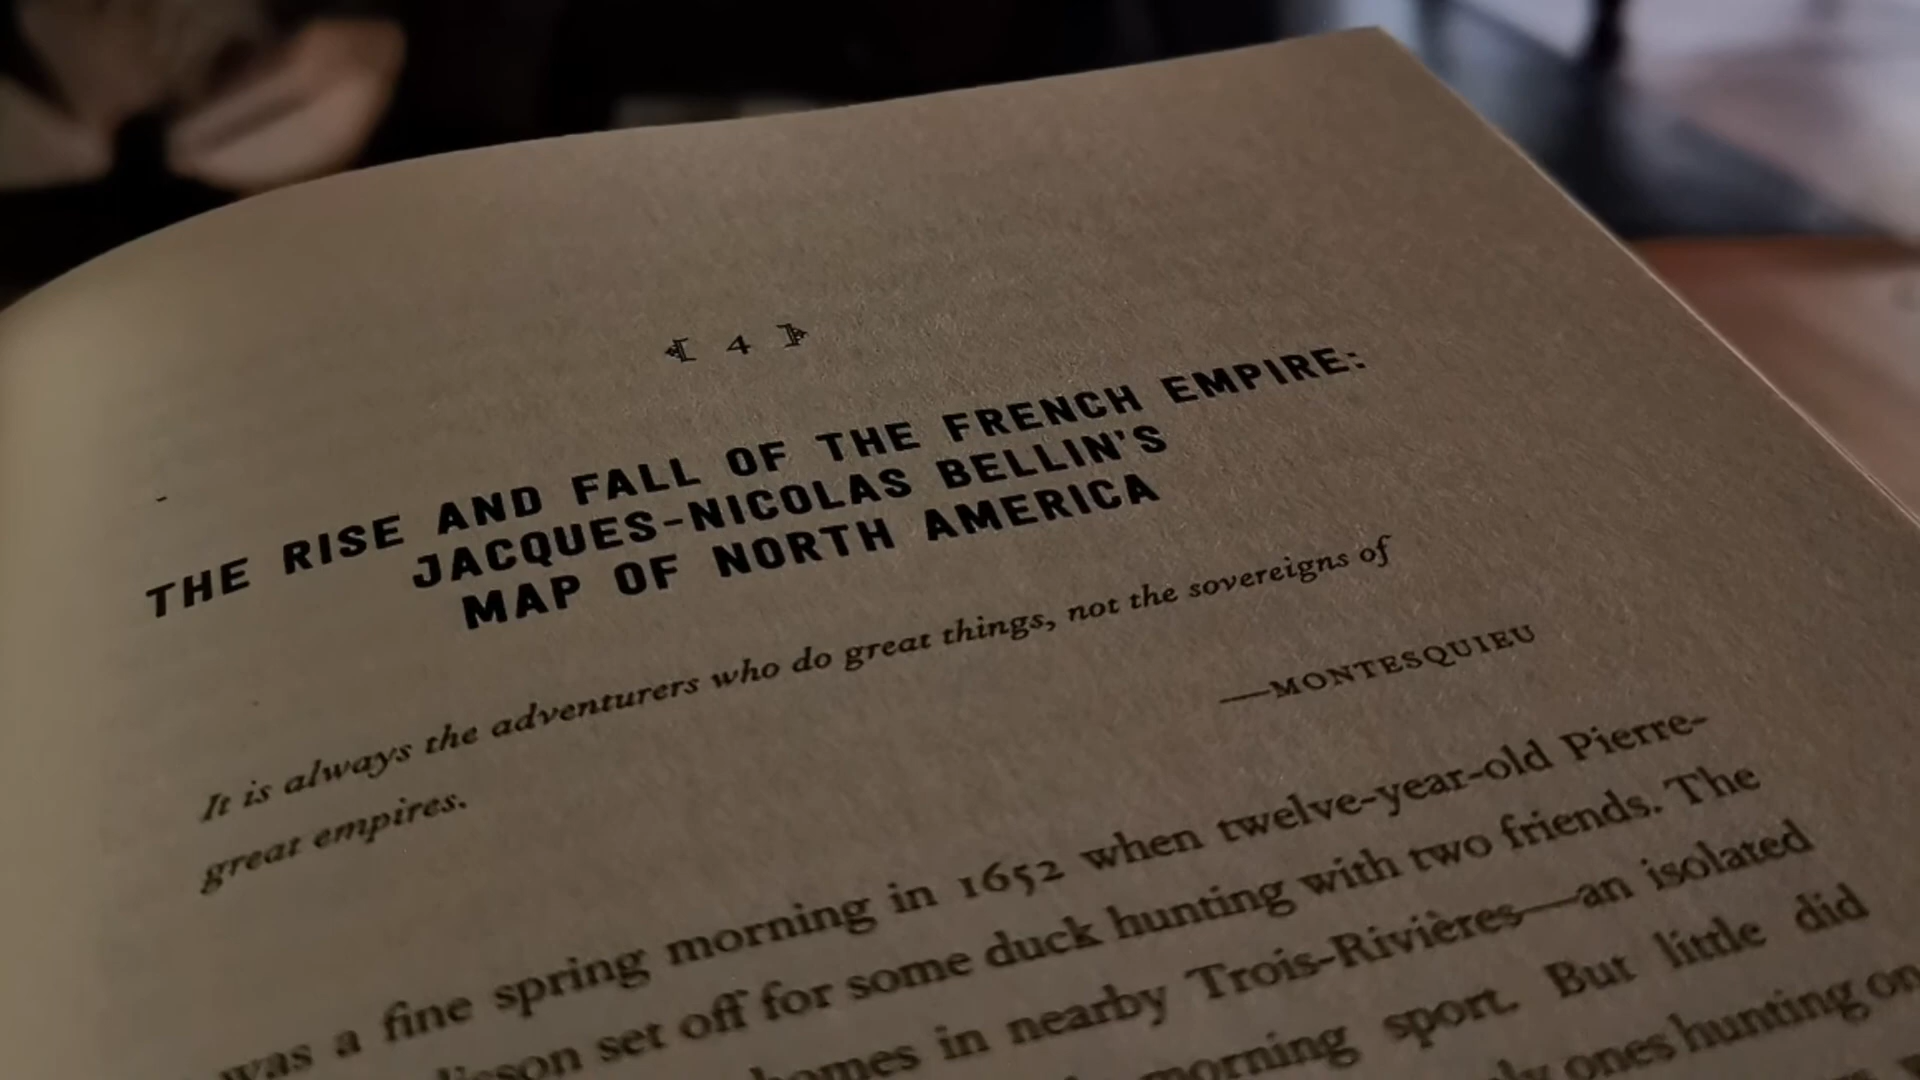 4
THE RISE AND FALL OF THE FRENCH EMPIRE:
JACQUES-NICOLAS BELLIN'S
MAP OF NORTH AMERICA
It is always the adventurers who do great things, not the sovereigns of
great empires.
—MONTESQUIEU
was a fine spring morning in 1652 when twelve-year-old Pierre-
set off for some duck hunting with two friends. The
homes in nearby Trois-Rivières—an isolated
morning sport. But little did
ones hunting on